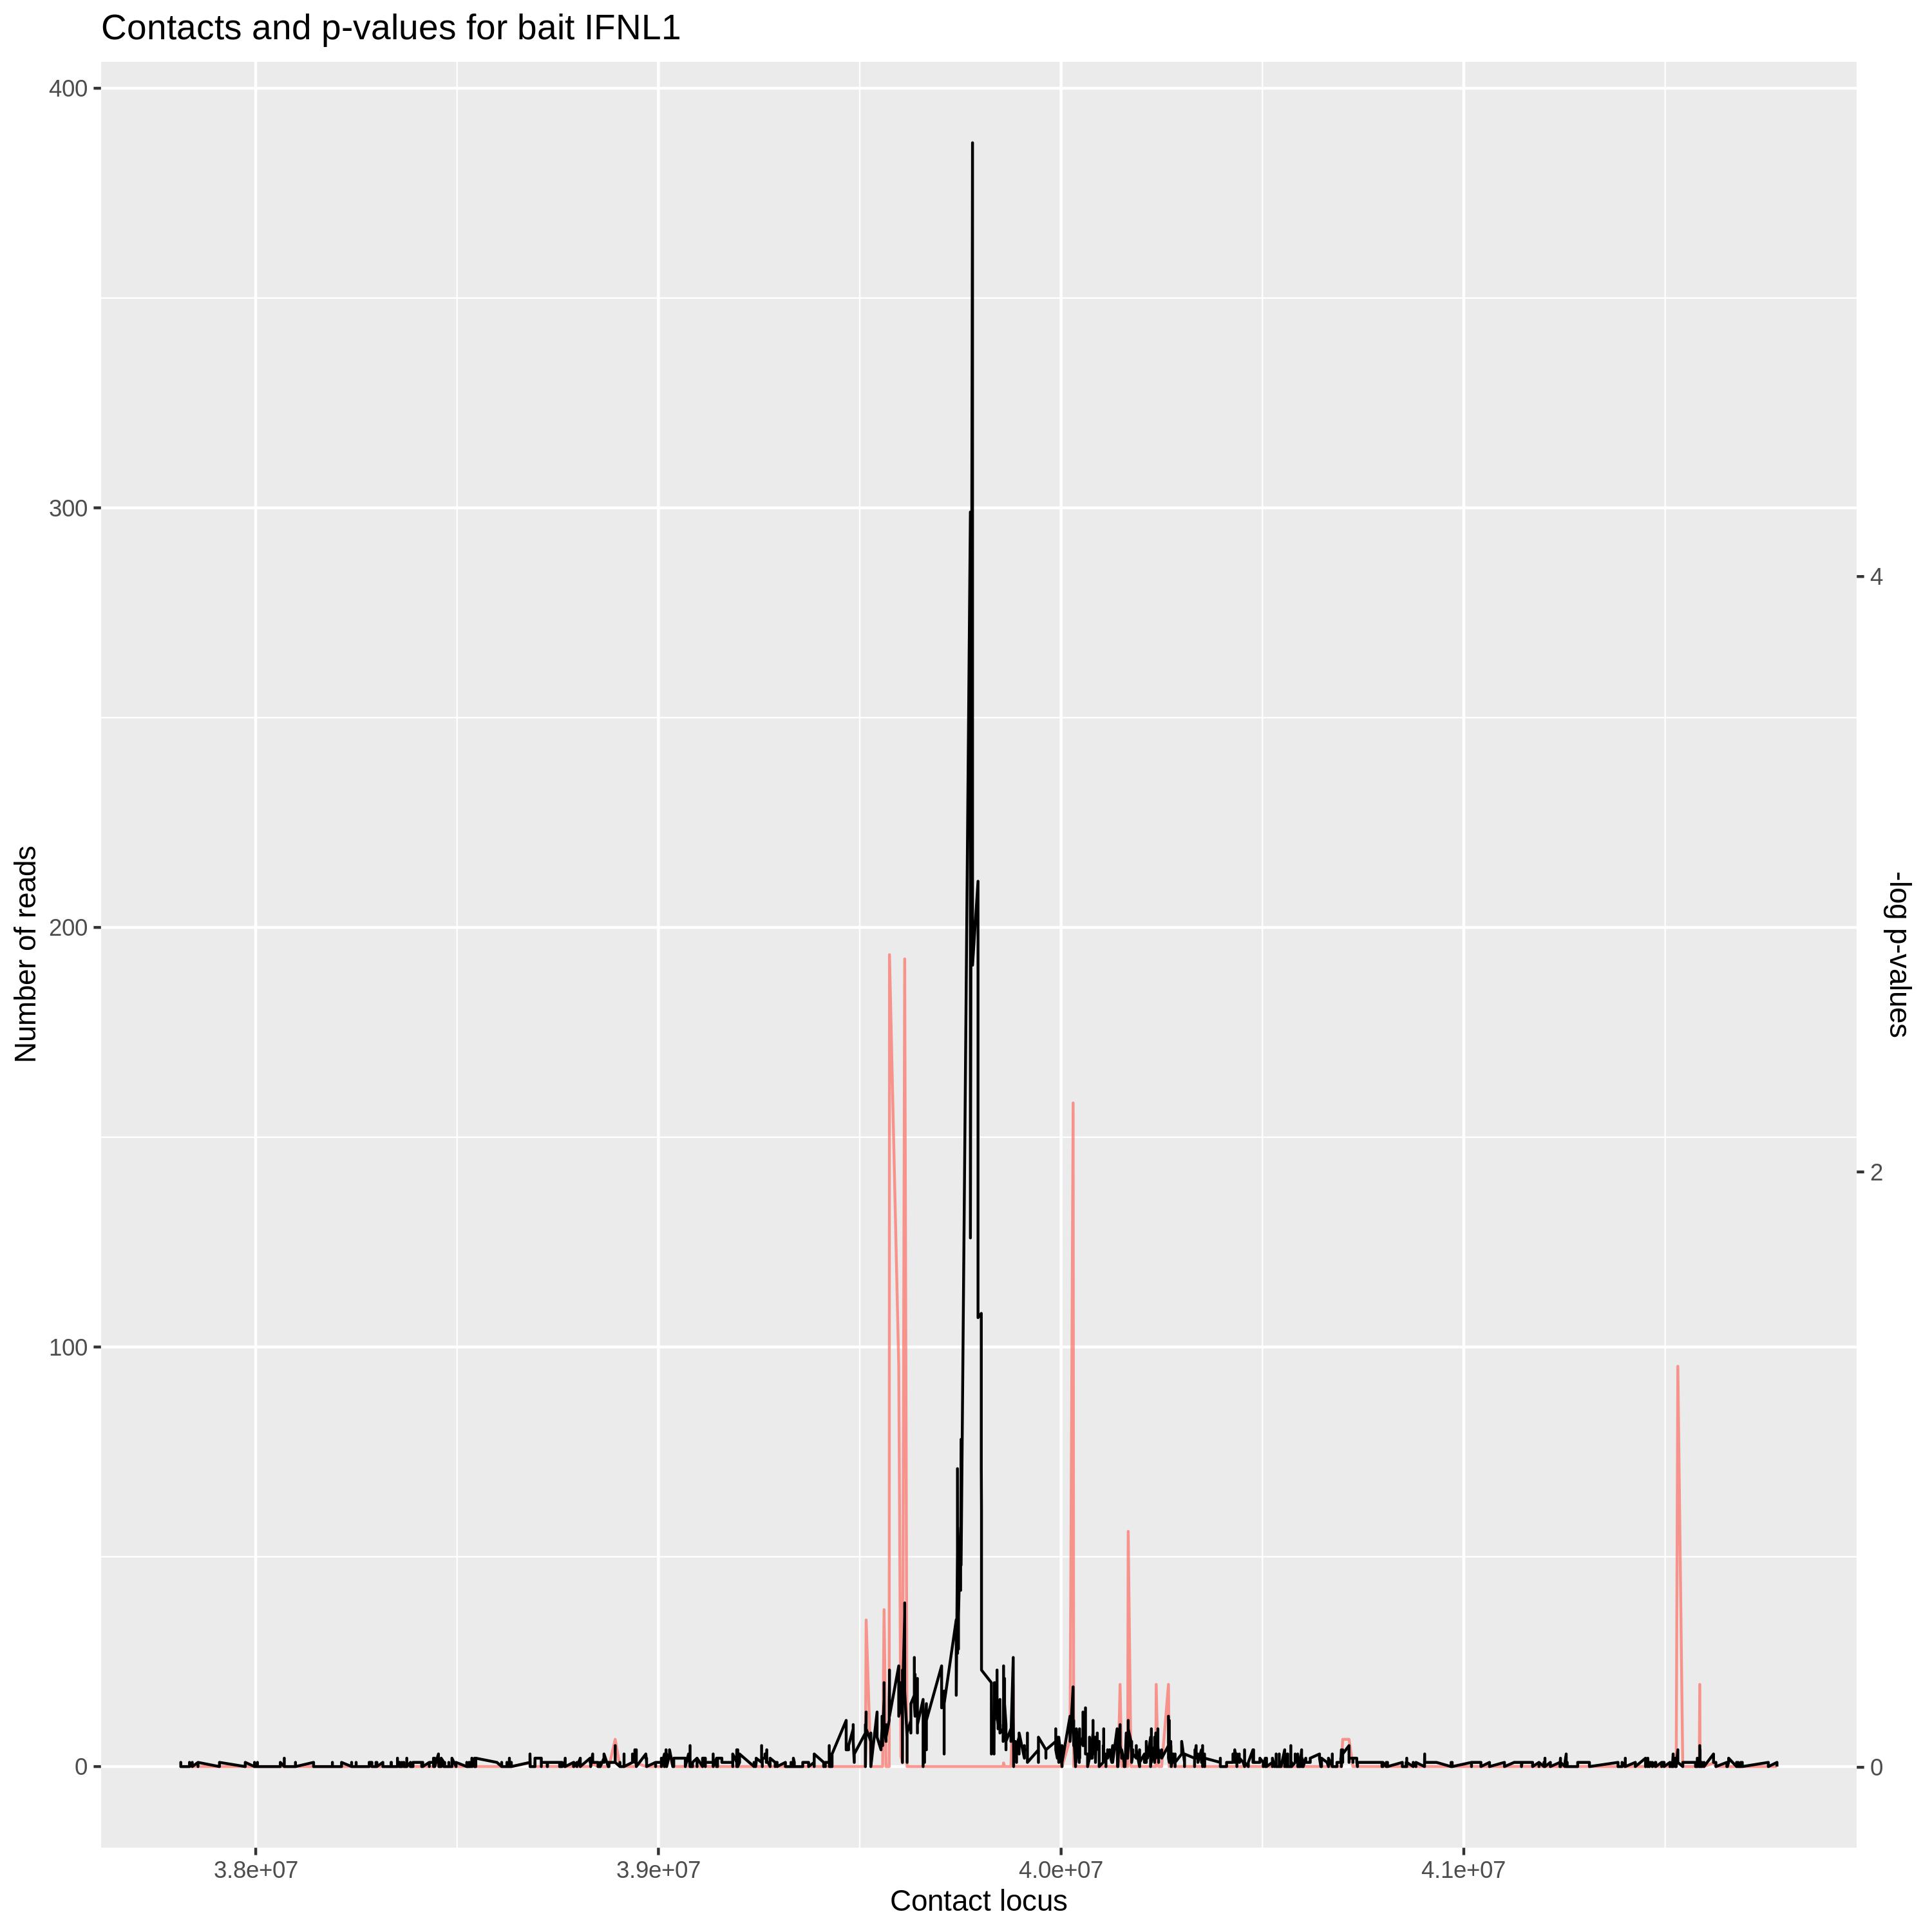 Contacts and p-values for bait IFNL1
400
300
200
100
0
Number of reads
4
2
0
-log p-values
3.8e+07
3.9e+07
4.0e+07
4.1e+07
Contact locus